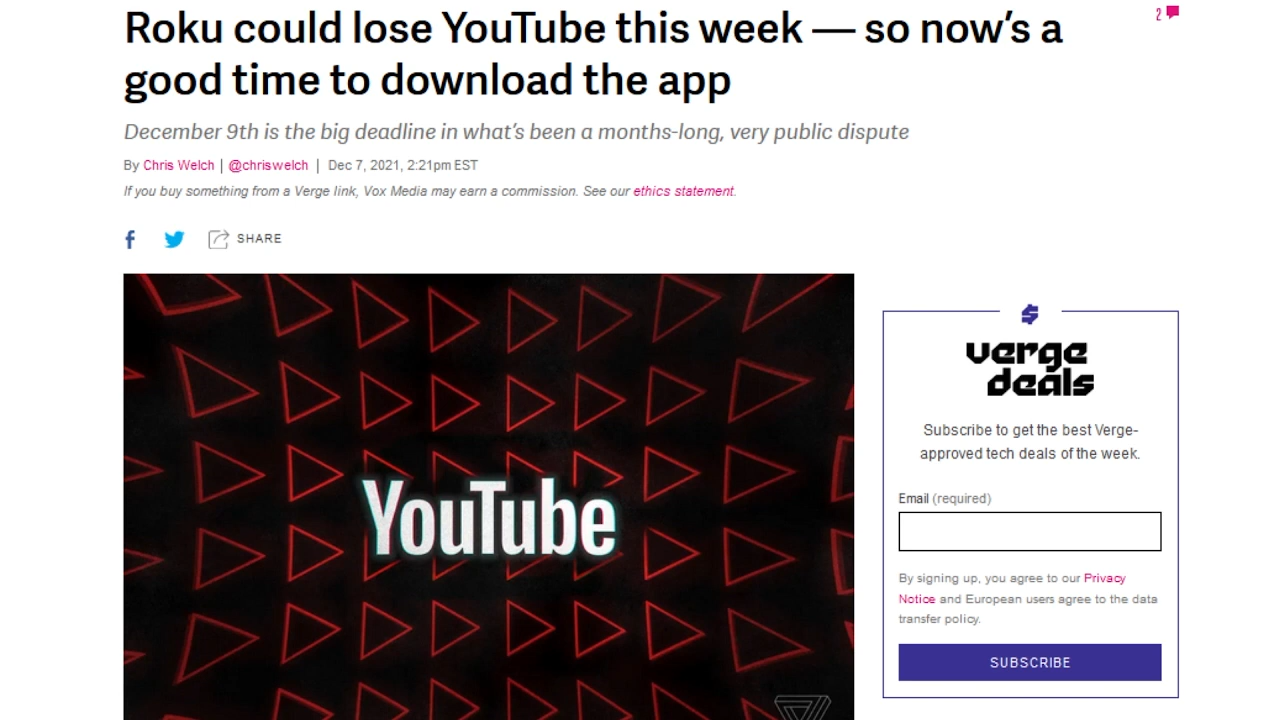 Roku could lose YouTube this week — so now's a
good time to download the app
2
December 9th is the big deadline in what's been a months-long, very public dispute
By Chris Welch | @chriswelch | Dec 7, 2021, 2:21pm EST
If you buy something from a Verge link, Vox Media may earn a commission. See our ethics statement.
SHARE
YouTube
verge
deals
Subscribe to get the best Verge-
approved tech deals of the week.
Email (required)
By signing up, you agree to our Privacy
Notice and European users agree to the data
transfer policy.
SUBSCRIBE